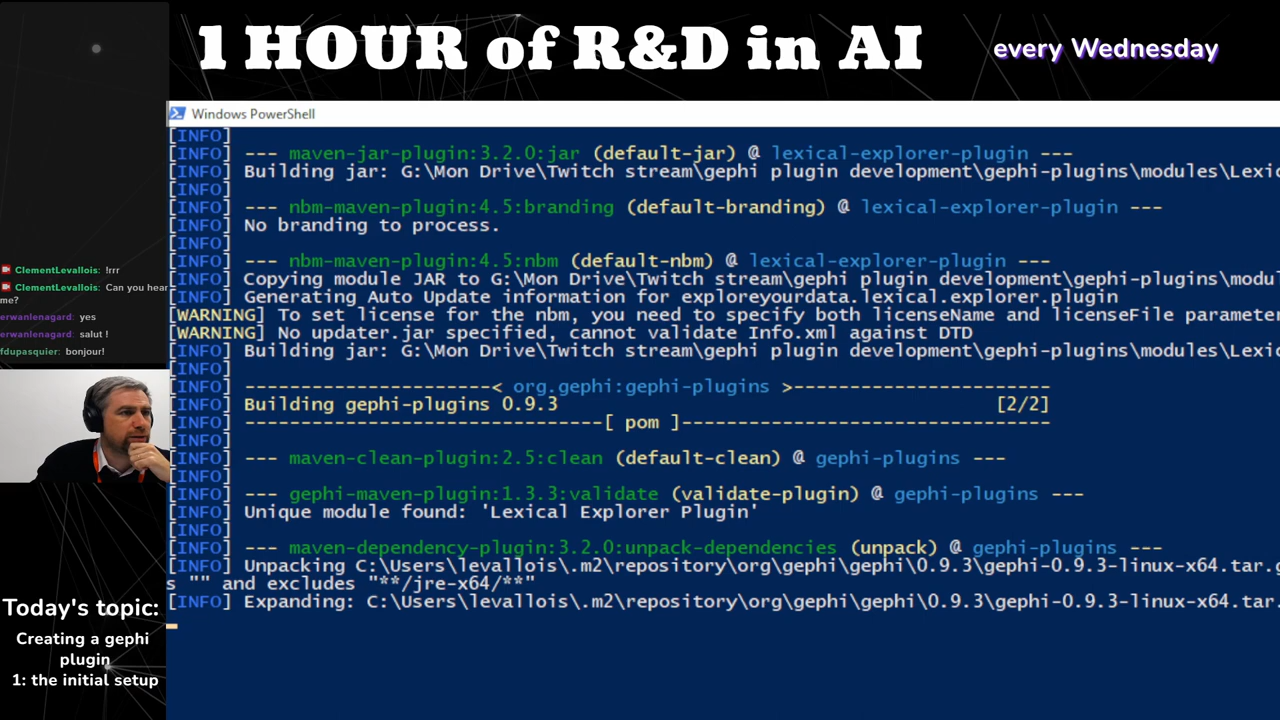 1 HOUR of R&D in AI
every Wednesday
Windows PowerShell
[INFO]
[INFO] --- maven-jar-plugin:3.2.0:jar (default-jar) @ lexical-explorer-plugin ---
[INFO] Building jar: G:\Mon Drive\Twitch stream\gephi plugin development\gephi-plugins\modules\Lexic
[INFO]
[INFO] --- nbm-maven-plugin:4.5:branding (default-branding) @ lexical-explorer-plugin ---
[INFO] No branding to process.
[INFO]
[INFO] --- nbm-maven-plugin:4.5:nbm (default-nbm) @ lexical-explorer-plugin ---
[INFO] Copying module JAR to G:\Mon Drive\Twitch stream\gephi plugin development\gephi-plugins\modu
[INFO] Generating Auto Update information for exploreyourdata.lexical.explorer.plugin
[WARNING] To set license for the nbm, you need to specify both licenseName and licenseFile parameter
[WARNING] No updater.jar specified, cannot validate Info.xml against DTD
[INFO] Building jar: G:\Mon Drive\Twitch stream\gephi plugin development\gephi-plugins\modules\Lexic
[INFO]
[INFO] ----------------------< org.gephi:gephi-plugins >-----------------------
[INFO] Building gephi-plugins 0.9.3 [2/2]
[INFO] --------------------------------[ pom ]---------------------------------
[INFO]
[INFO] --- maven-clean-plugin:2.5:clean (default-clean) @ gephi-plugins ---
[INFO]
[INFO] --- gephi-maven-plugin:1.3.3:validate (validate-plugin) @ gephi-plugins ---
[INFO] Unique module found: 'Lexical Explorer Plugin'
[INFO]
[INFO] --- maven-dependency-plugin:3.2.0:unpack-dependencies (unpack) @ gephi-plugins ---
[INFO] Unpacking C:\Users\levallois\.m2\repository\org\gephi\gephi\0.9.3\gephi-0.9.3-linux-x64.tar.g
s "" and excludes "**/jre-x64/**"
[INFO] Expanding: C:\Users\levallois\.m2\repository\org\gephi\gephi\0.9.3\gephi-0.9.3-linux-x64.tar.
ClementLevallois: !rrr
ClementLevallois: Can you hear
me?
erwanlenagard: yes
erwanlenagard: salut !
fdupasquier: bonjour!
Today's topic:
Creating a gephi
plugin
1: the initial setup